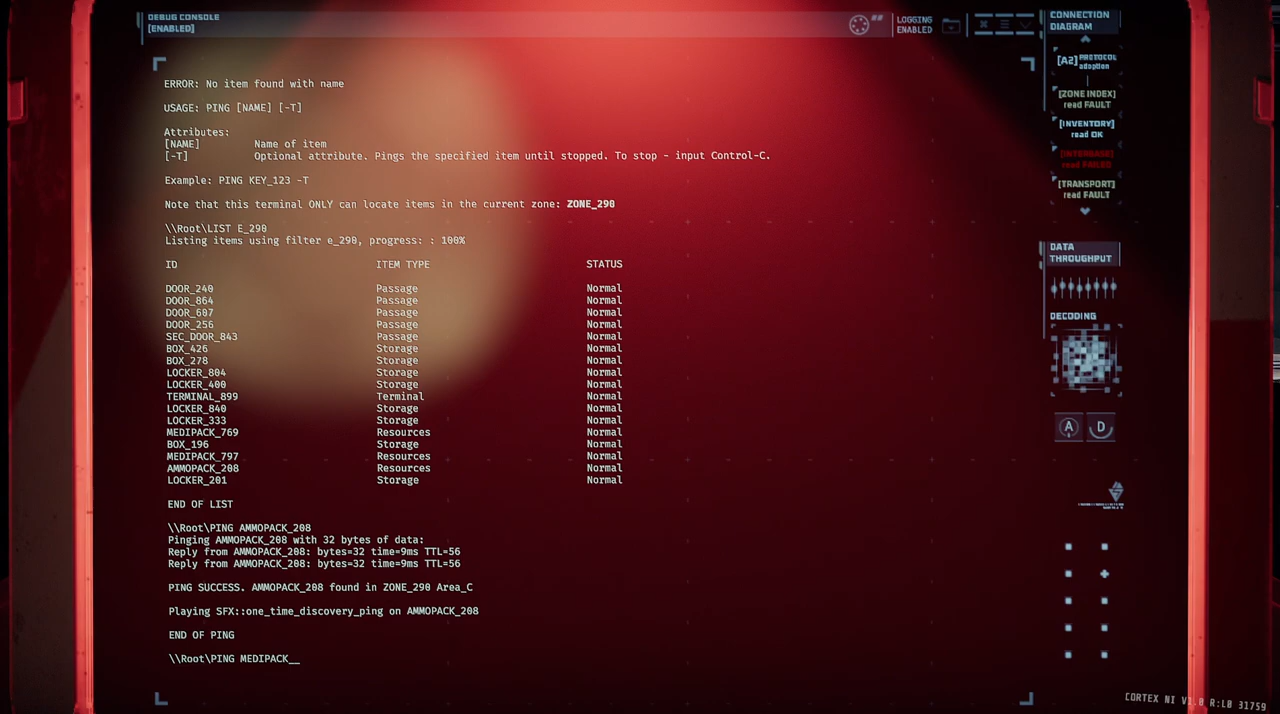 DEBUG CONSOLE
[ENABLED]
LOGGING
ENABLED
ERROR: No item found with name
USAGE: PING [NAME] [-T]
Attributes:
[NAME] Name of item
[-T] Optional attribute. Pings the specified item until stopped. To stop - input Control-C.
Example: PING KEY_123 -T
Note that this terminal ONLY can locate items in the current zone: ZONE_290
\\Root\LIST E_290
Listing items using filter e_290, progress: : 100%
ID ITEM TYPE STATUS
DOOR_240 Passage Normal
DOOR_864 Passage Normal
DOOR_607 Passage Normal
DOOR_256 Passage Normal
SEC_DOOR_843 Passage Normal
BOX_426 Storage Normal
BOX_278 Storage Normal
LOCKER_804 Storage Normal
LOCKER_400 Storage Normal
TERMINAL_899 Terminal Normal
LOCKER_840 Storage Normal
LOCKER_333 Storage Normal
MEDIPACK_769 Resources Normal
BOX_196 Storage Normal
MEDIPACK_797 Resources Normal
AMMOPACK_208 Resources Normal
LOCKER_201 Storage Normal
END OF LIST
\\Root\PING AMMOPACK_208
Pinging AMMOPACK_208 with 32 bytes of data:
Reply from AMMOPACK_208: bytes=32 time=9ms TTL=56
Reply from AMMOPACK_208: bytes=32 time=9ms TTL=56
PING SUCCESS. AMMOPACK_208 found in ZONE_290 Area_C
Playing SFX::one_time_discovery_ping on AMMOPACK_208
END OF PING
\\Root\PING MEDIPACK__
CONNECTION
DIAGRAM
[A2] PROTOCOL
adoption
[ZONE INDEX]
read FAULT
[INVENTORY]
read OK
read FAILED
[TRANSPORT]
read FAULT
DATA
THROUGHPUT
DECODING
A D
CORTEX NI V1.0 R:L0 31759